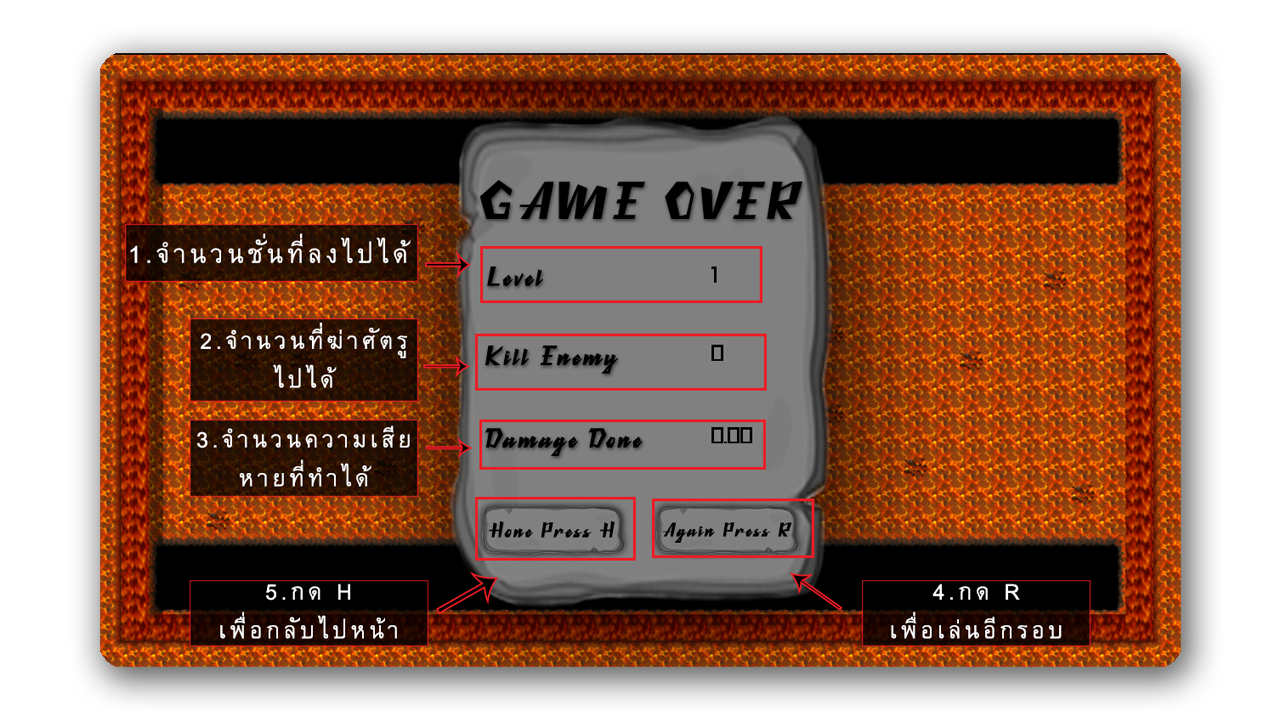 GAME OVER
1.จำนวนชั่นที่ลงไปได้
Level 1
2.จำนวนที่ฆ่าศัตรู
ไปได้
Kill Enemy 0
3.จำนวนความเสีย
หายที่ทำได้
Damage Done 0.00
Home Press H
Again Press R
5.กด H
เพื่อกลับไปหน้า
4.กด R
เพื่อเล่นอีกรอบ